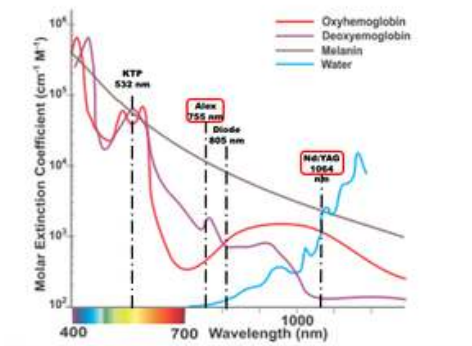 10⁶
10⁵
10⁴
10³
10²
Molar Extinction Coefficient (cm⁻¹ M⁻¹)
Oxyhemoglobin
Deoxyemoglobin
Melanin
Water
KTP
532 nm
Alex
755 nm
Diode
805 nm
Nd:YAG
1064
nm
400
700
1000
Wavelength (nm)